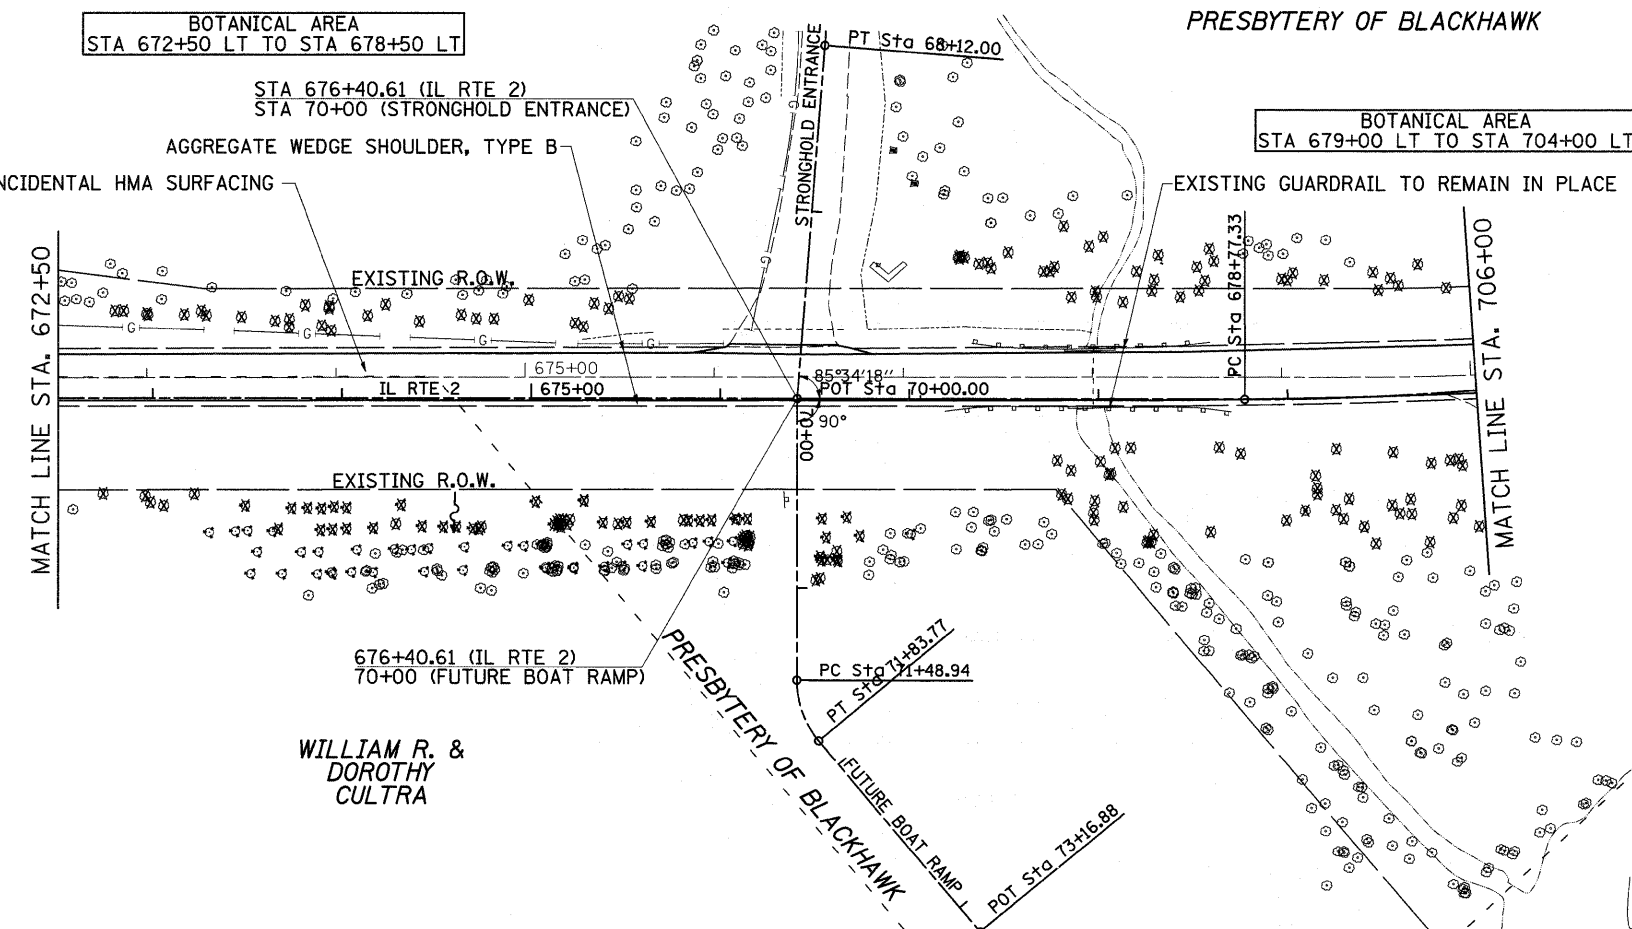 BOTANICAL AREA
STA 672+50 LT TO STA 678+50 LT
PRESBYTERY OF BLACKHAWK
PT Sta 68+12.00
STA 676+40.61 (IL RTE 2)
STA 70+00 (STRONGHOLD ENTRANCE)
STRONGHOLD ENTRANCE
BOTANICAL AREA
STA 679+00 LT TO STA 704+00 LT
AGGREGATE WEDGE SHOULDER, TYPE B
NCIDENTAL HMA SURFACING
EXISTING GUARDRAIL TO REMAIN IN PLACE
MATCH LINE STA. 672+50
EXISTING R.O.W.
PC Sta 678+77.33
MATCH LINE STA. 706+00
G
G
G
G
G
G
675+00
85°34'18"
IL RTE 2
675+00
POT Sta 70+00.00
70+00
90°
EXISTING R.O.W.
676+40.61 (IL RTE 2)
70+00 (FUTURE BOAT RAMP)
PC Sta 71+48.94
PT Sta 71+83.77
PRESBYTERY OF BLACKHAWK
WILLIAM R. &
DOROTHY
CULTRA
FUTURE BOAT RAMP
POT Sta 73+16.88